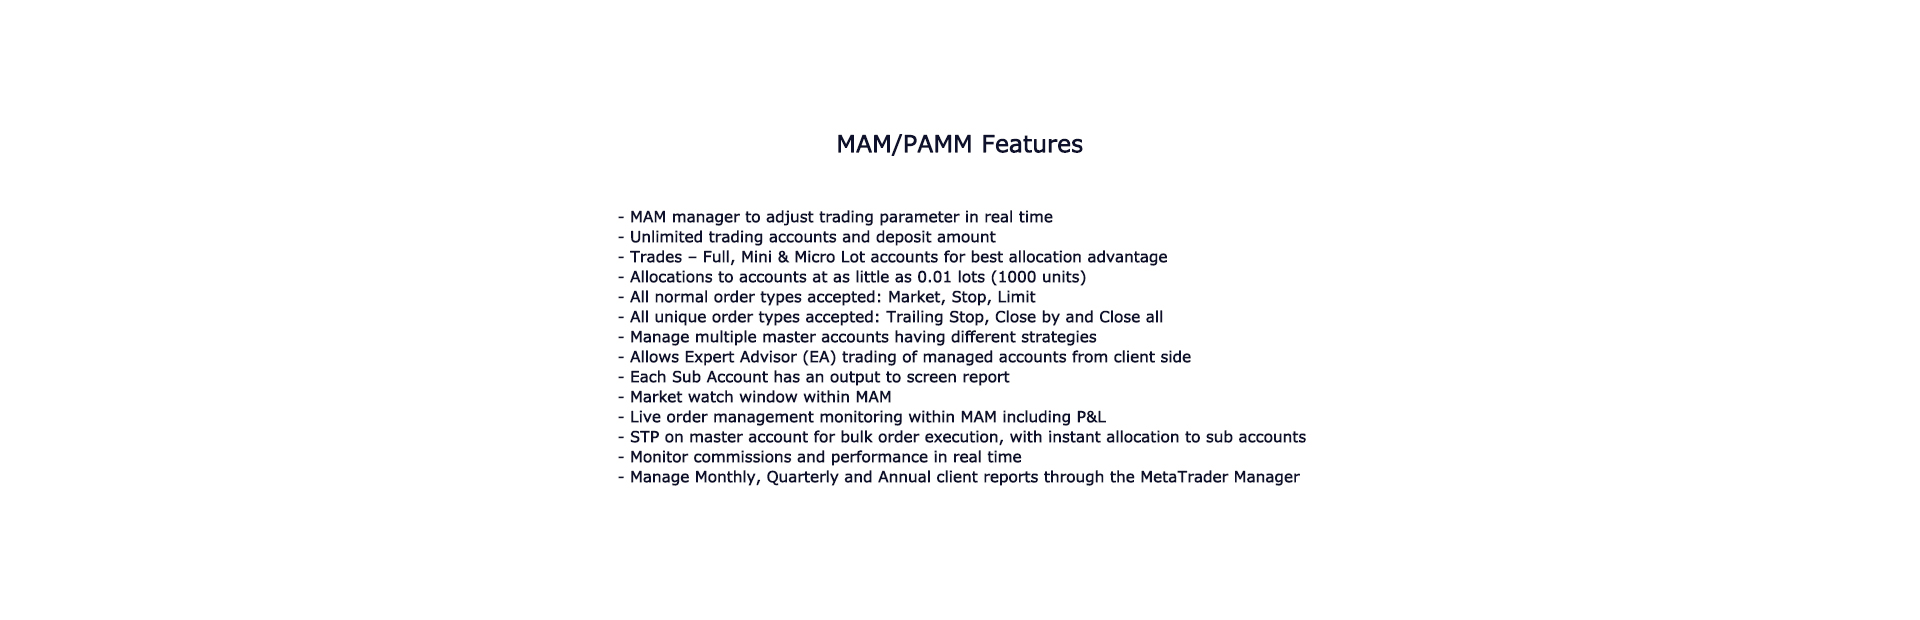 MAM/PAMM Features
- MAM manager to adjust trading parameter in real time
- Unlimited trading accounts and deposit amount
- Trades – Full, Mini & Micro Lot accounts for best allocation advantage
- Allocations to accounts at as little as 0.01 lots (1000 units)
- All normal order types accepted: Market, Stop, Limit
- All unique order types accepted: Trailing Stop, Close by and Close all
- Manage multiple master accounts having different strategies
- Allows Expert Advisor (EA) trading of managed accounts from client side
- Each Sub Account has an output to screen report
- Market watch window within MAM
- Live order management monitoring within MAM including P&L
- STP on master account for bulk order execution, with instant allocation to sub accounts
- Monitor commissions and performance in real time
- Manage Monthly, Quarterly and Annual client reports through the MetaTrader Manager